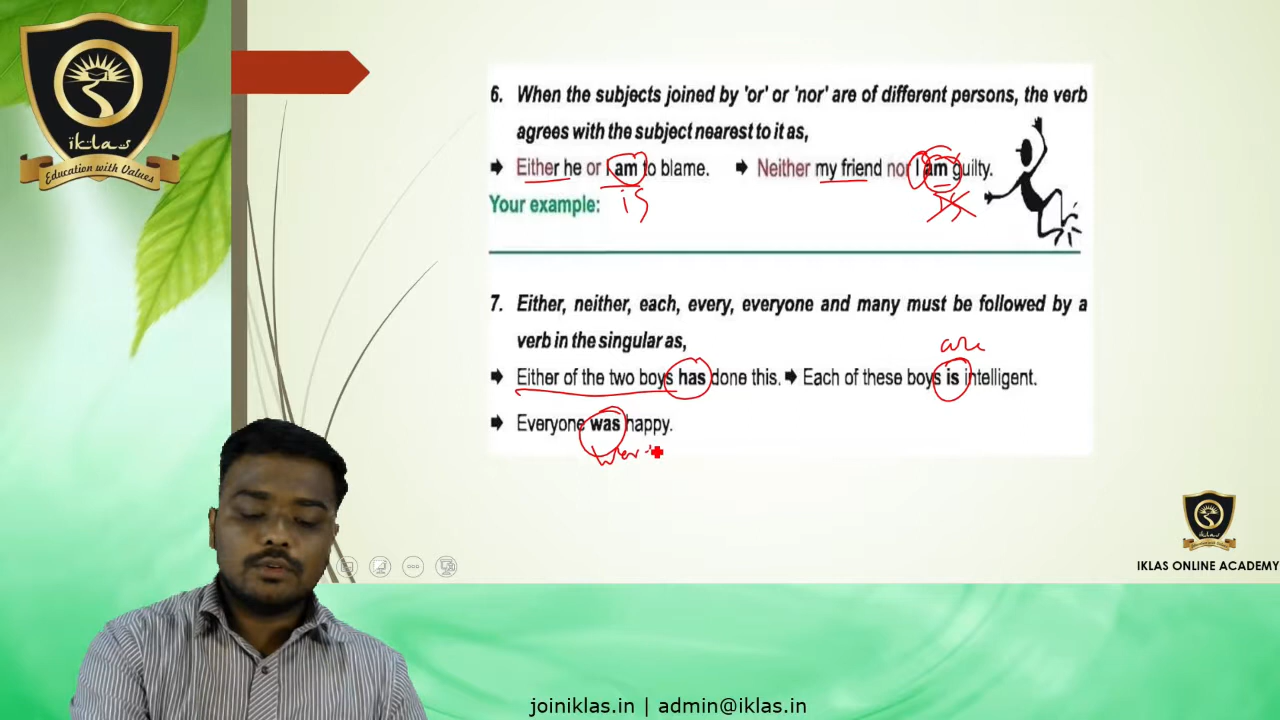 iklas
Education with Values
6. When the subjects joined by 'or' or 'nor' are of different persons, the verb
agrees with the subject nearest to it as,
Either he or I am to blame. Neither my friend nor I am guilty.
is is
Your example:
7. Either, neither, each, every, everyone and many must be followed by a
verb in the singular as,
are
Either of the two boys has done this. Each of these boys is intelligent.
Everyone was happy.
wer
IKLAS ONLINE ACADEMY
joiniklas.in | admin@iklas.in